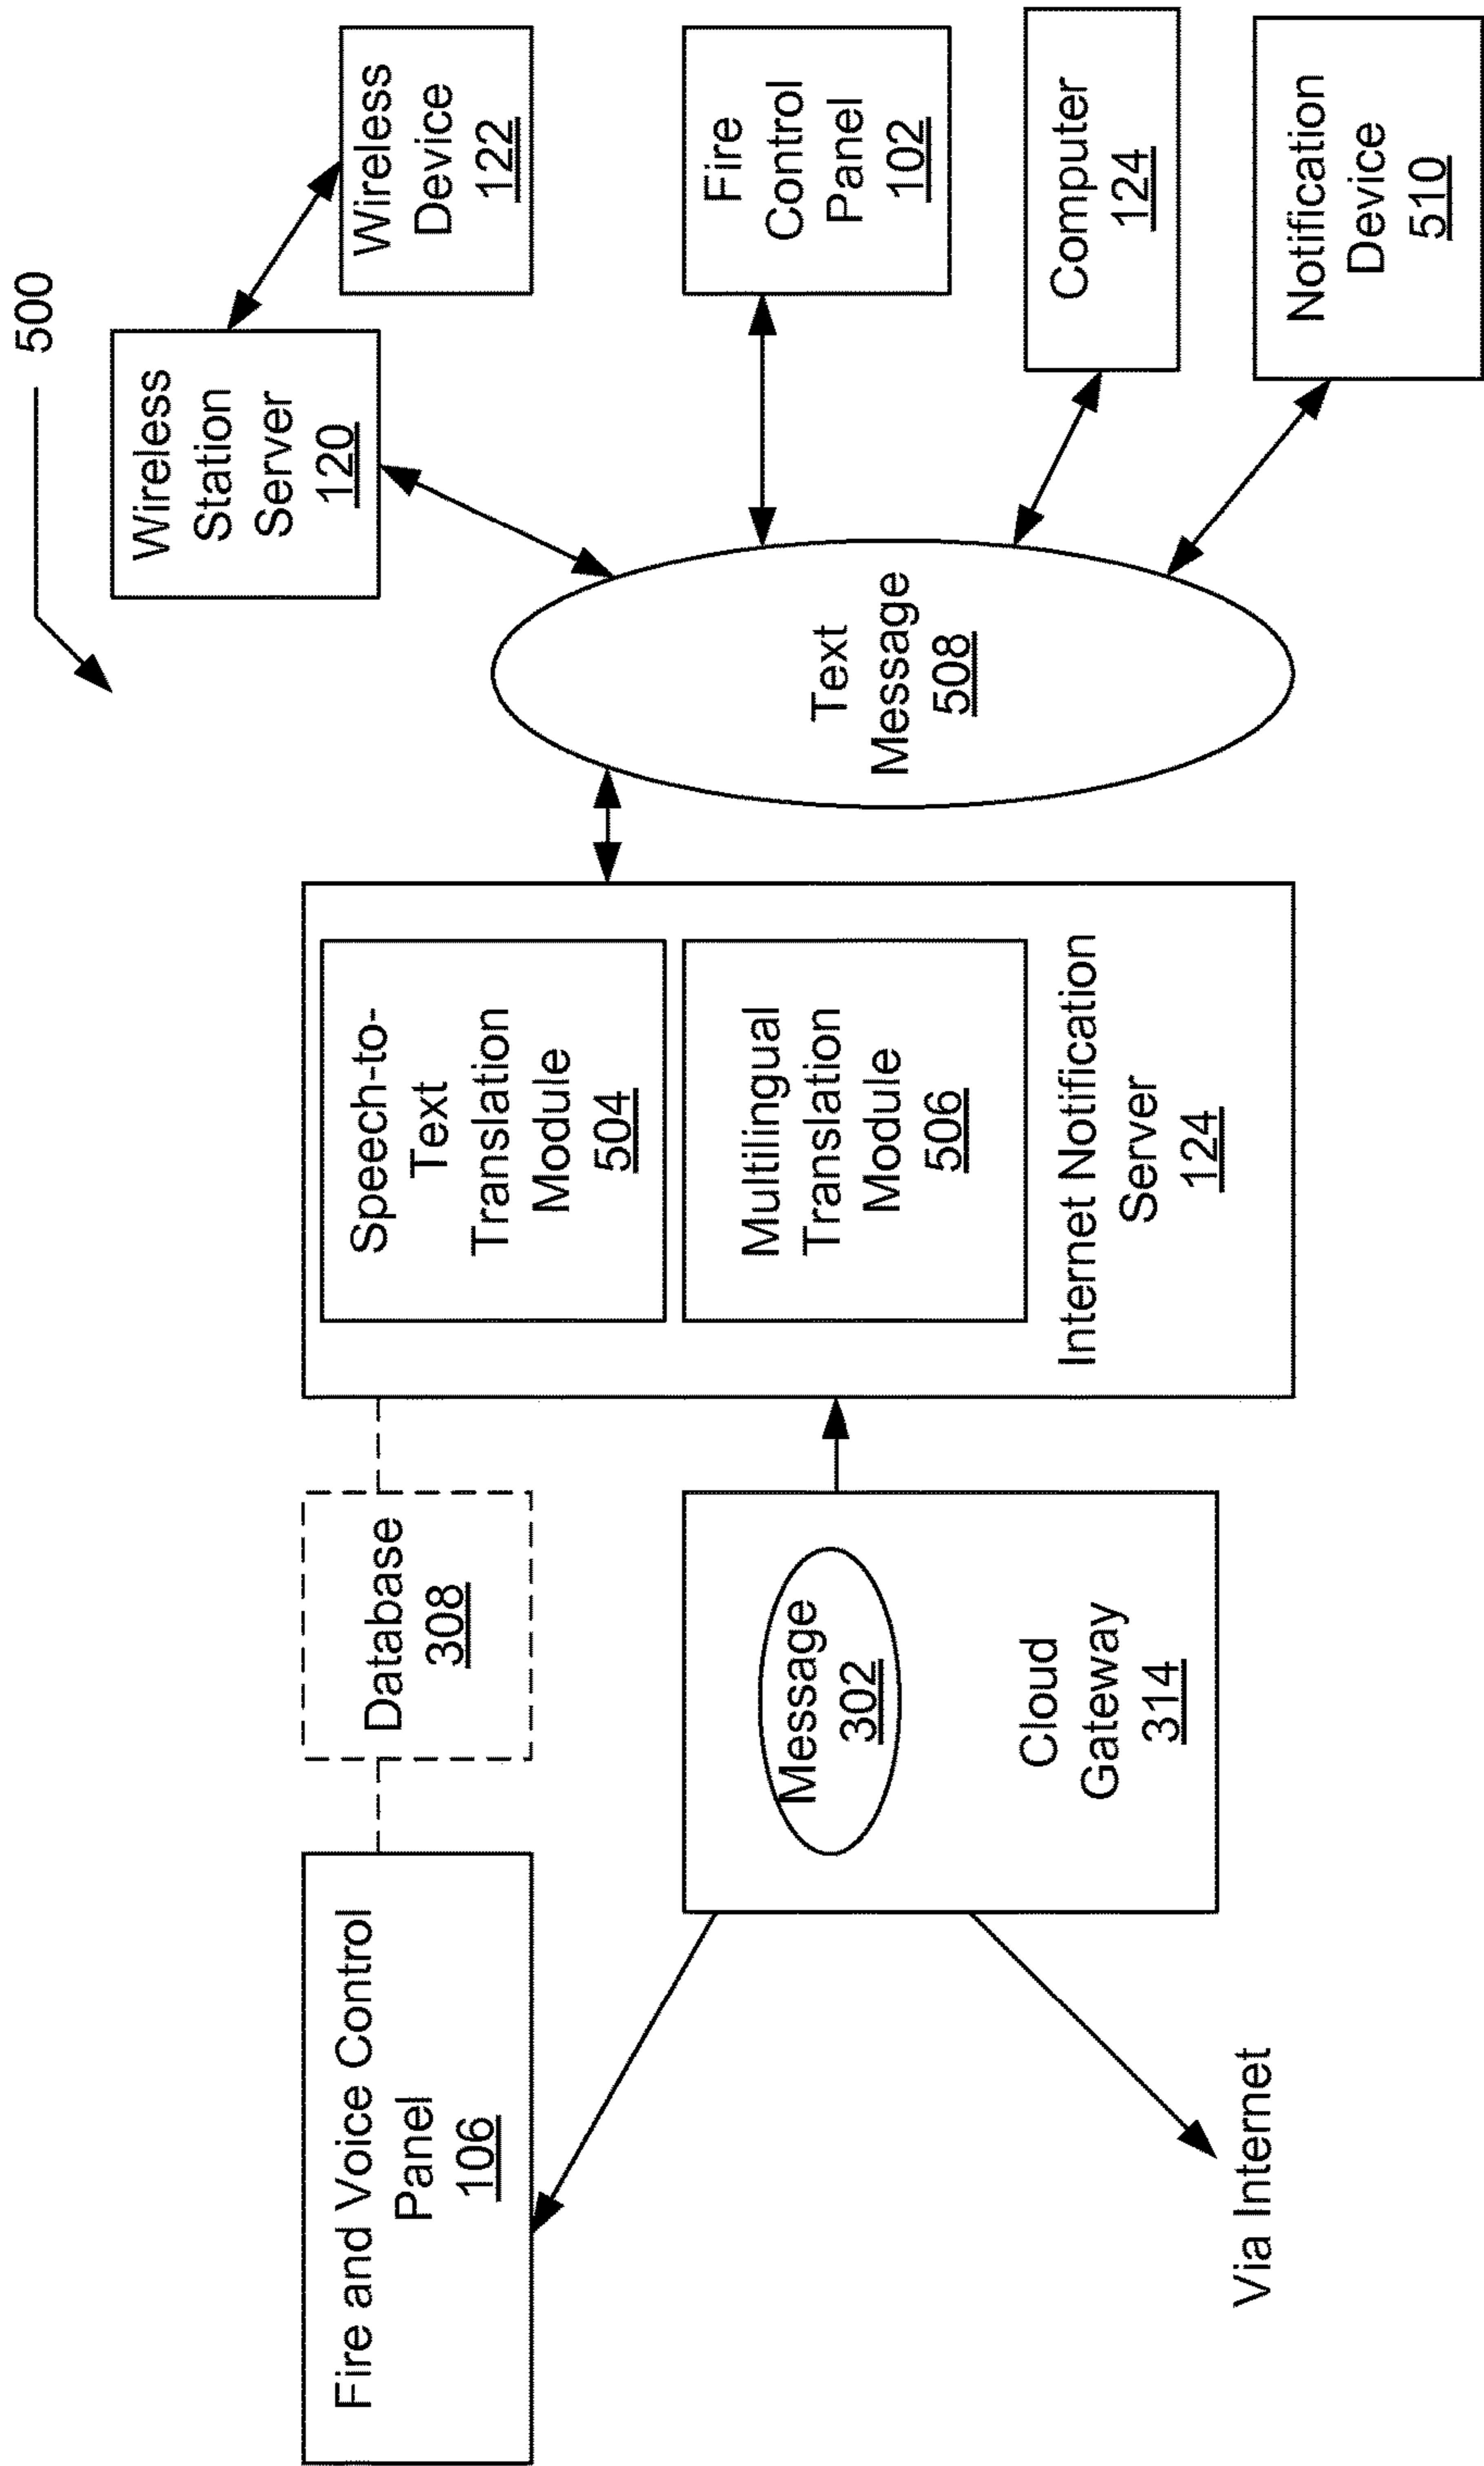 500
Fire and Voice Control
Panel
106
Database
308
Message
302
Cloud
Gateway
314
Via Internet
Speech-to-
Text
Translation
Module
504
Multilingual
Translation
Module
506
Internet Notification
Server
124
Text
Message
508
Wireless
Station
Server
120
Wireless
Device
122
Fire
Control
Panel
102
Computer
124
Notification
Device
510